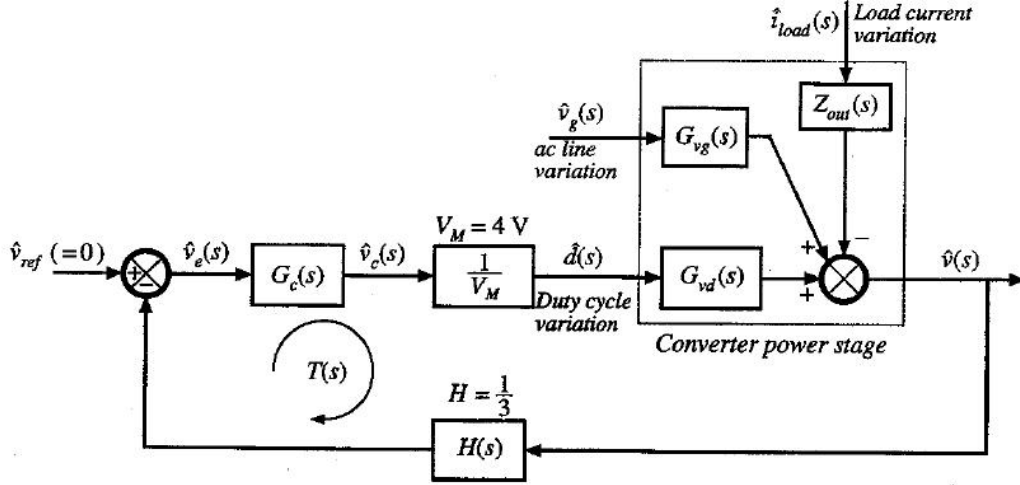 î_load(s) Load current
variation
Z_out(s)
v̂_g(s)
ac line
variation
G_vg(s)
V_M = 4 V
v̂_ref (=0)
+
−
v̂_e(s)
G_c(s)
v̂_c(s)
1
V_M
d̂(s)
Duty cycle
variation
G_vd(s)
+
−
+
v̂(s)
Converter power stage
T(s)
H = 1/3
H(s)